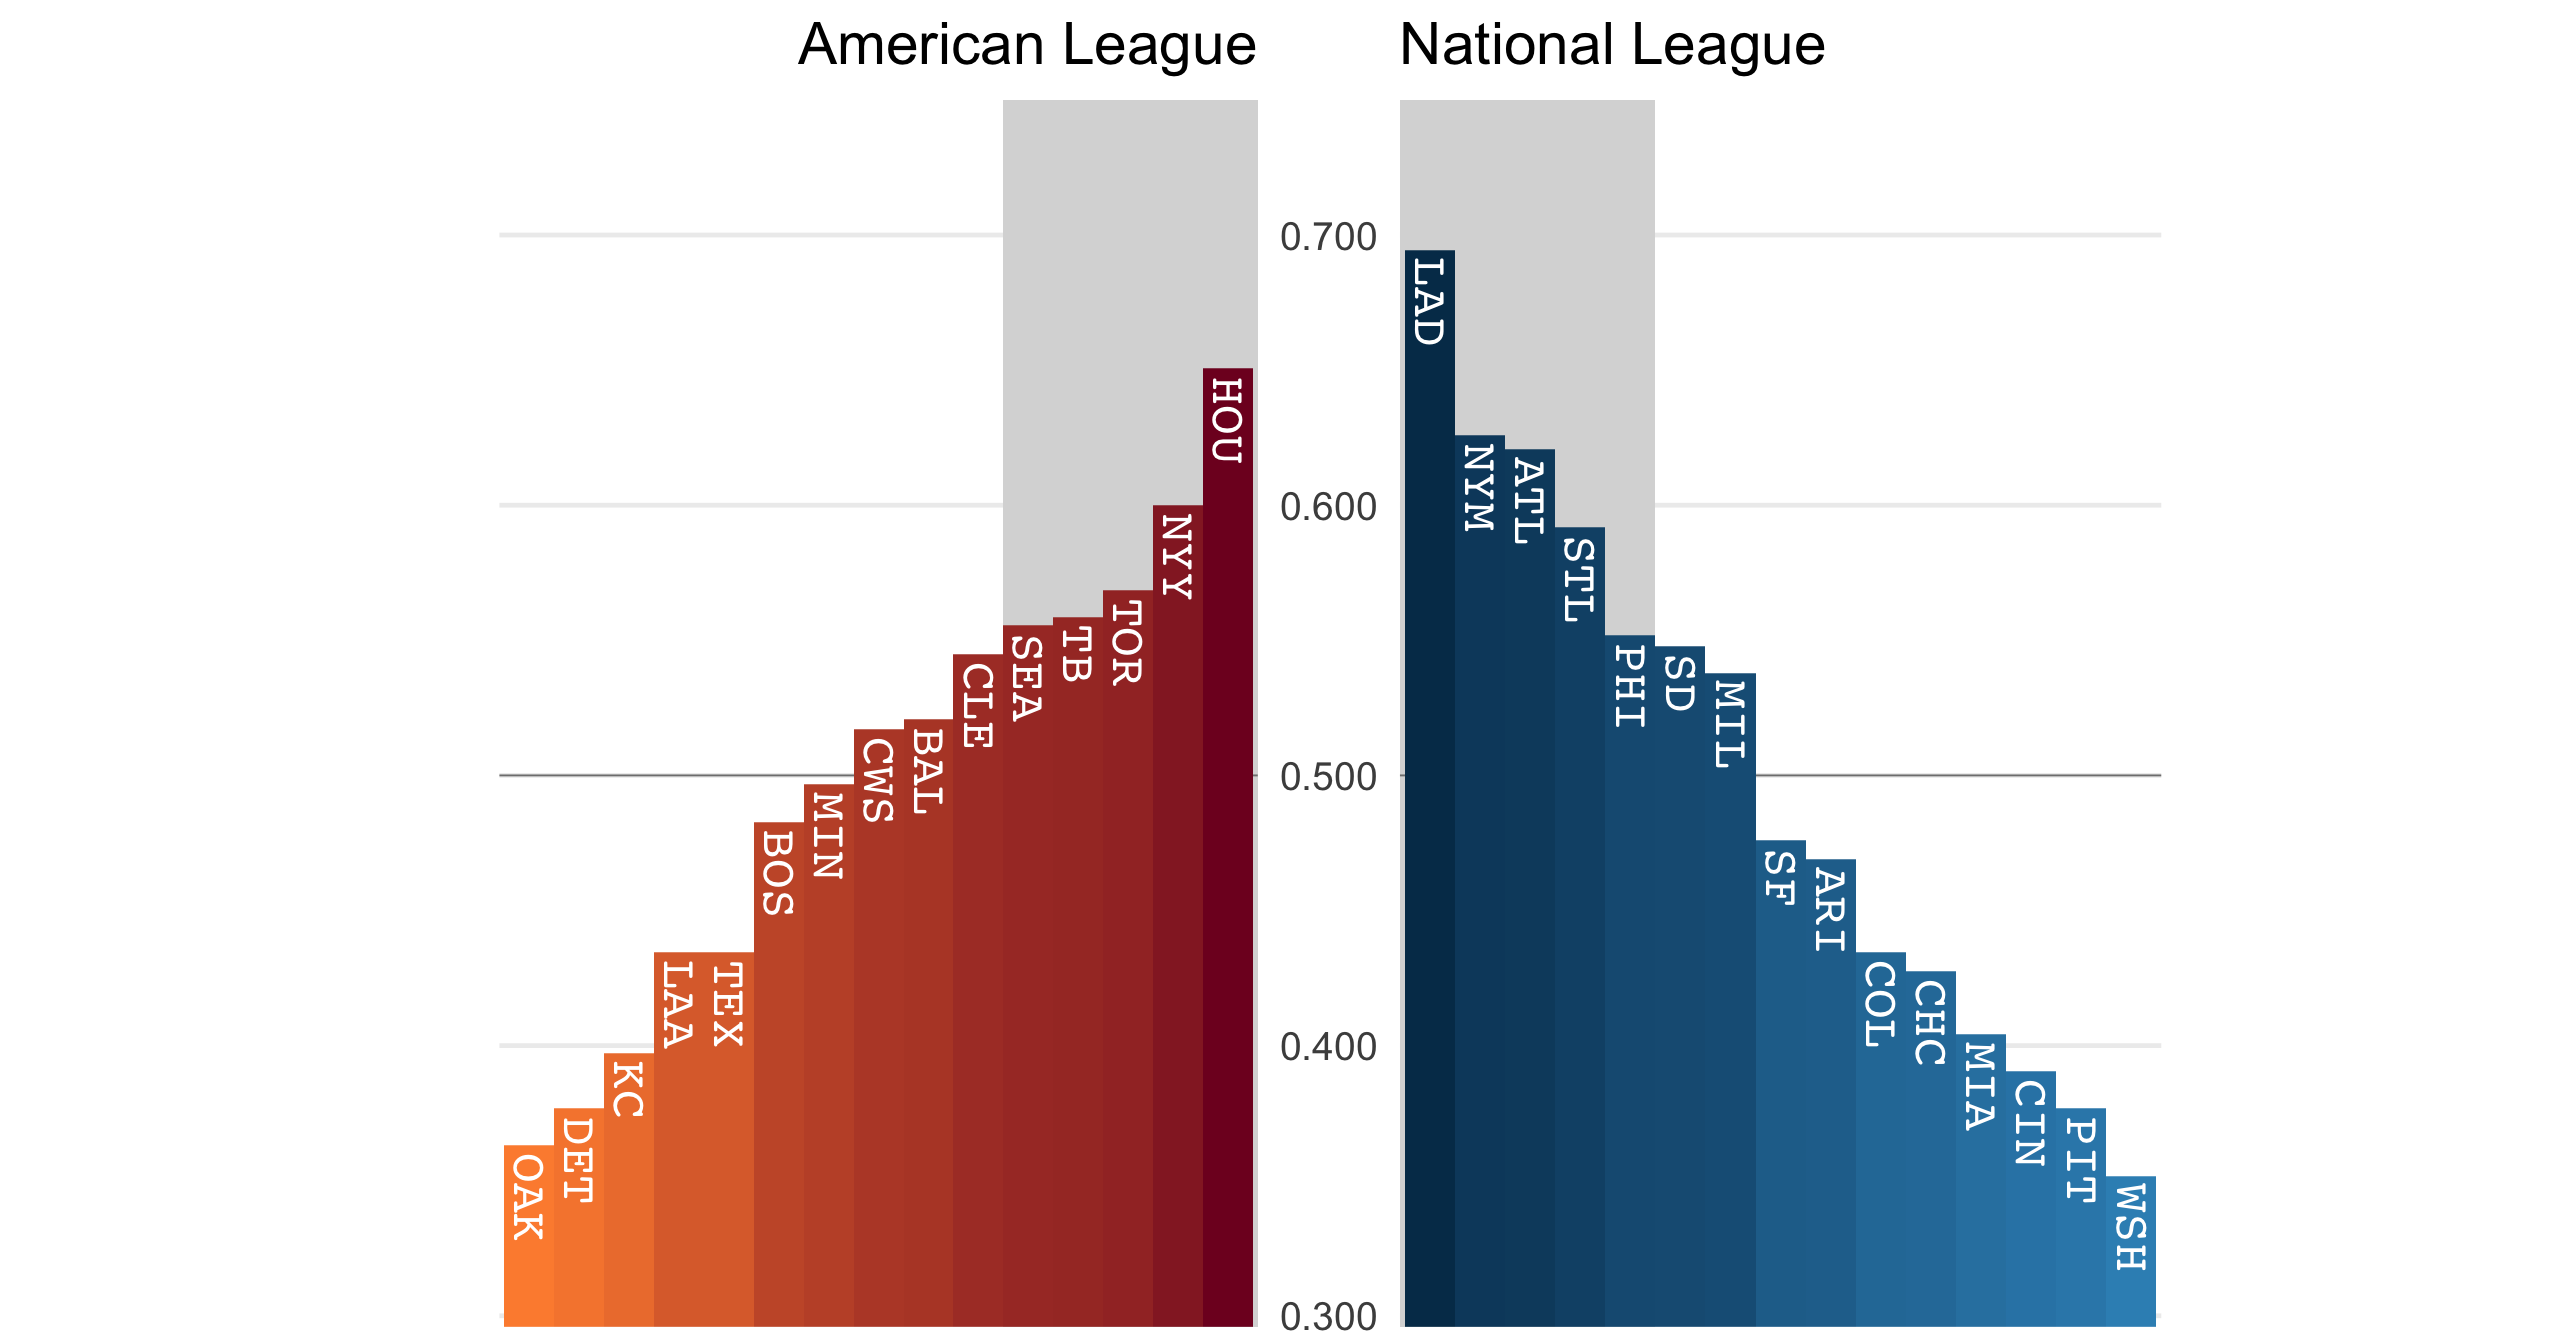 American League
National League
0.700
0.600
0.500
0.400
0.300
OAK
DET
KC
LAA
TEX
BOS
MIN
CWS
BAL
CLE
SEA
TB
TOR
NYY
HOU
LAD
NYM
ATL
STL
PHI
SD
MIL
SF
ARI
COL
CHC
MIA
CIN
PIT
WSH